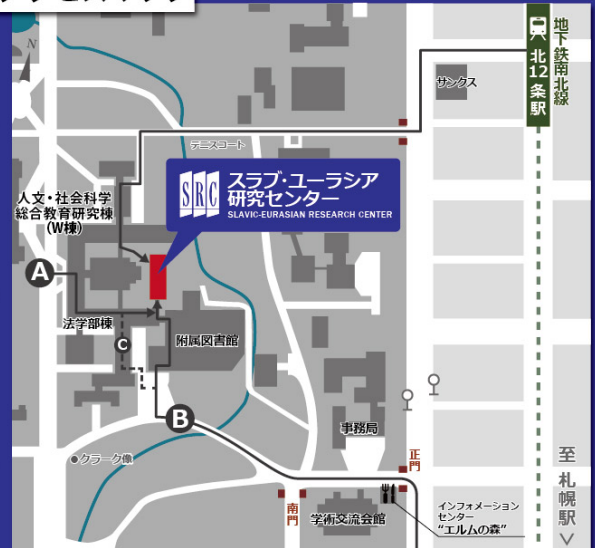 N
地下鉄南北線
北12条駅
サンクス
テニスコート
SRC
スラブ・ユーラシア
研究センター
SLAVIC-EURASIAN RESEARCH CENTER
人文・社会科学
総合教育研究棟
(W棟)
A
法学部棟
附属図書館
C
B
事務局
正門
クラーク像
南門
学術交流会館
インフォメーション
センター
“エルムの森”
至 札幌駅